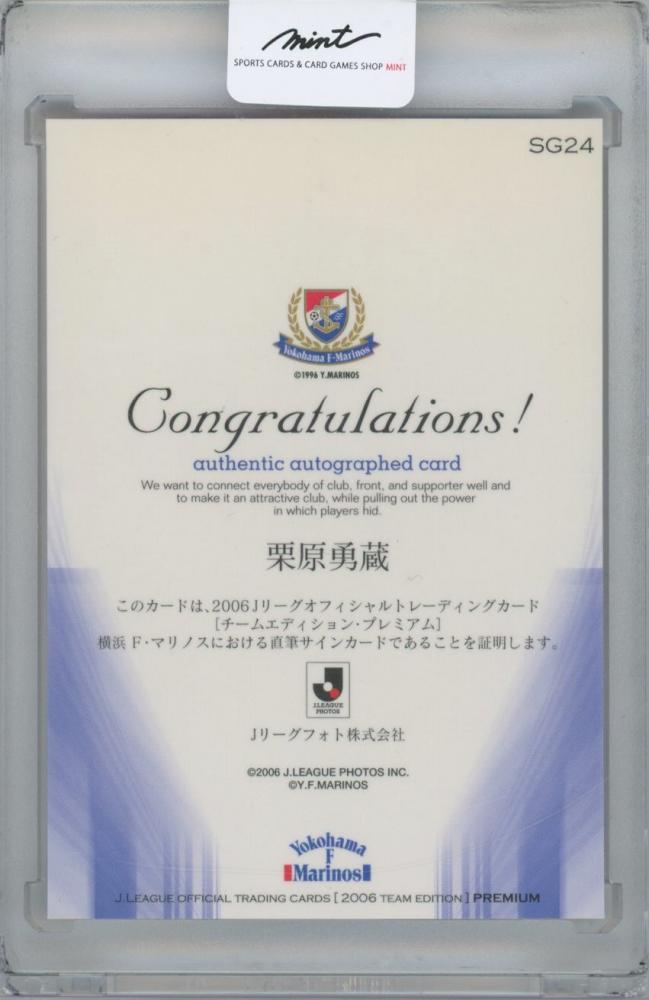 mint
SPORTS CARDS & CARD GAMES SHOP MINT
SG24
Yokohama F·Marinos
©1996 Y.MARINOS
Congratulations!
authentic autographed card
We want to connect everybody of club, front, and supporter well and
to make it an attractive club, while pulling out the power
in which players hid.
栗原勇蔵
このカードは、2006Jリーグオフィシャルトレーディングカード
[チームエディション・プレミアム]
横浜 F・マリノスにおける直筆サインカードであることを証明します。
J.LEAGUE
PHOTOS
Jリーグフォト株式会社
©2006 J.LEAGUE PHOTOS INC.
©Y.F.MARINOS
Yokohama
F
Marinos
J.LEAGUE OFFICIAL TRADING CARDS [ 2006 TEAM EDITION ] PREMIUM